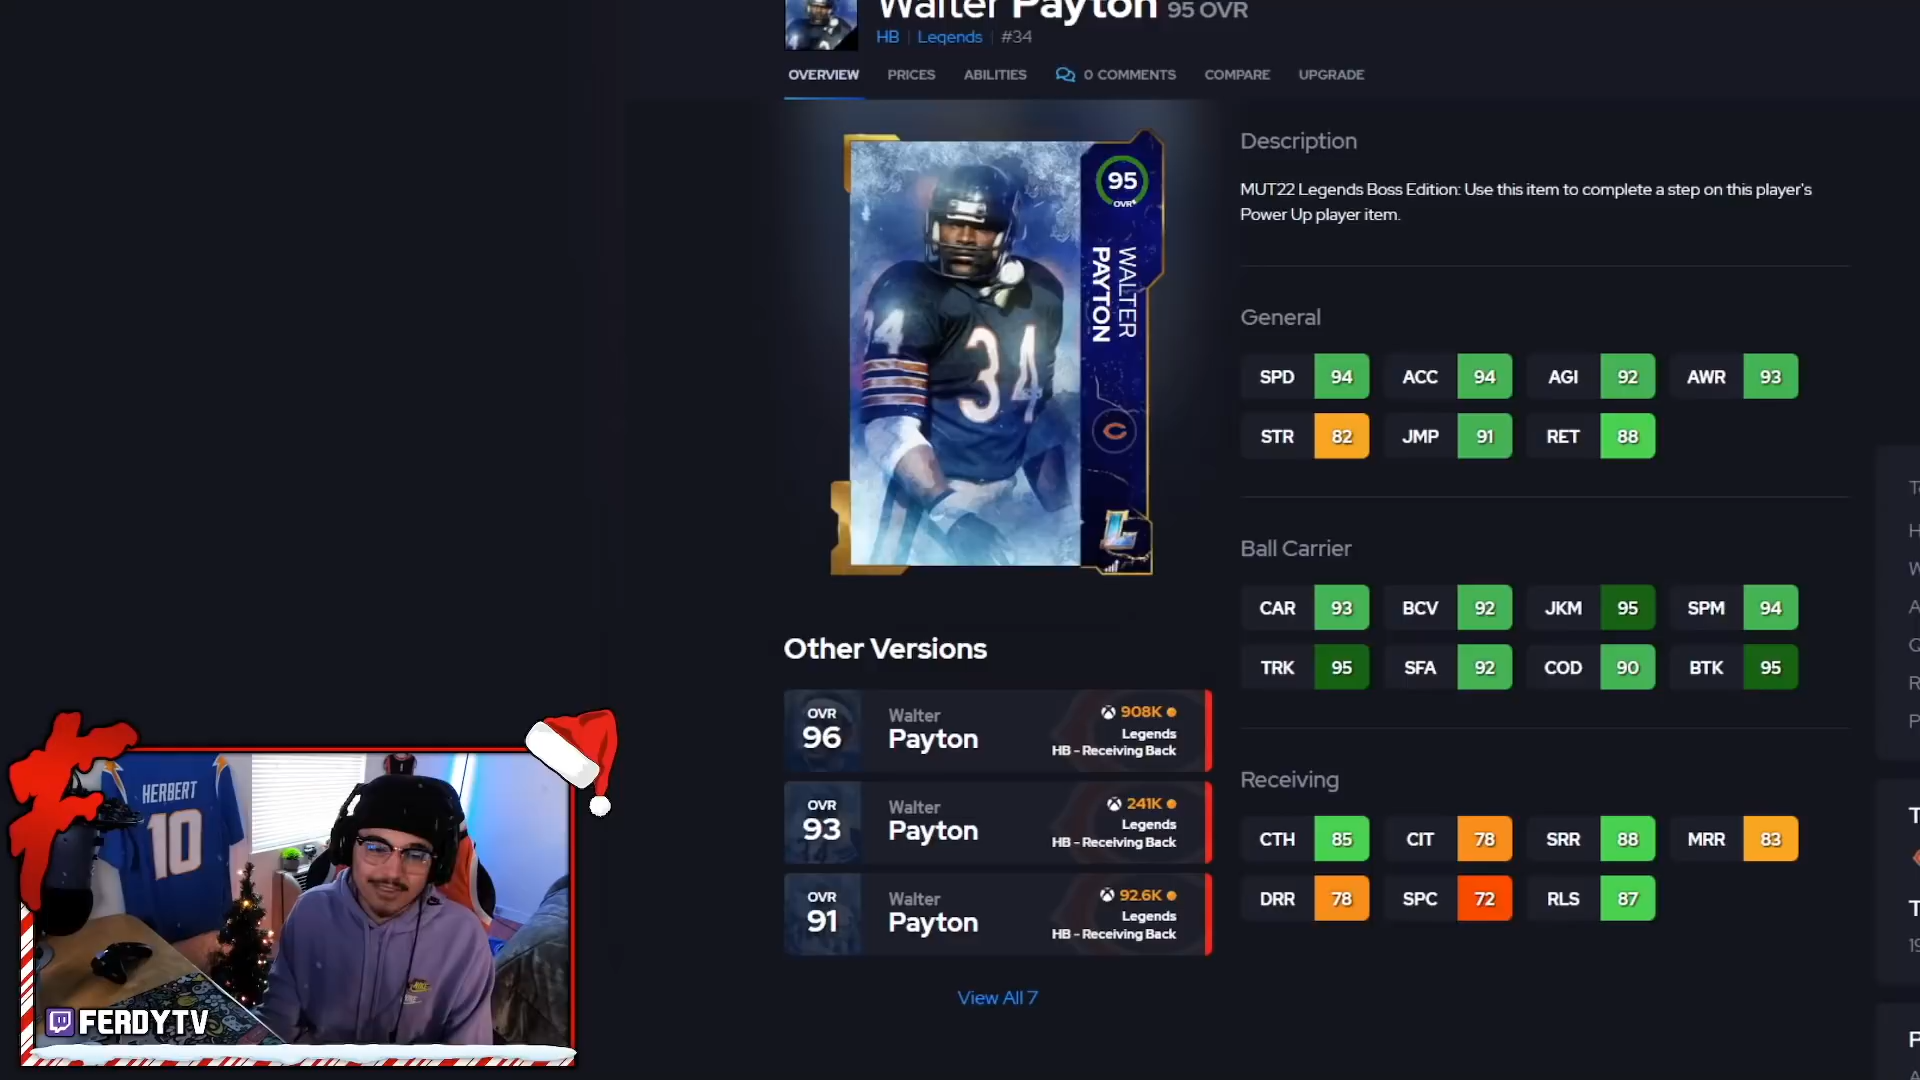 Walter Payton 95 OVR
HB | Legends | #34
OVERVIEW PRICES ABILITIES 0 COMMENTS COMPARE UPGRADE
95
OVR
WALTER
PAYTON
34
34
L
Description
MUT22 Legends Boss Edition: Use this item to complete a step on this player's
Power Up player item.
General
SPD 94 ACC 94 AGI 92 AWR 93
STR 82 JMP 91 RET 88
Ball Carrier
CAR 93 BCV 92 JKM 95 SPM 94
TRK 95 SFA 92 COD 90 BTK 95
Receiving
CTH 85 CIT 78 SRR 88 MRR 83
DRR 78 SPC 72 RLS 87
Other Versions
OVR
96
Walter
Payton
908K
Legends
HB - Receiving Back
OVR
93
Walter
Payton
241K
Legends
HB - Receiving Back
OVR
91
Walter
Payton
92.6K
Legends
HB - Receiving Back
View All 7
HERBERT
10
FERDYTV